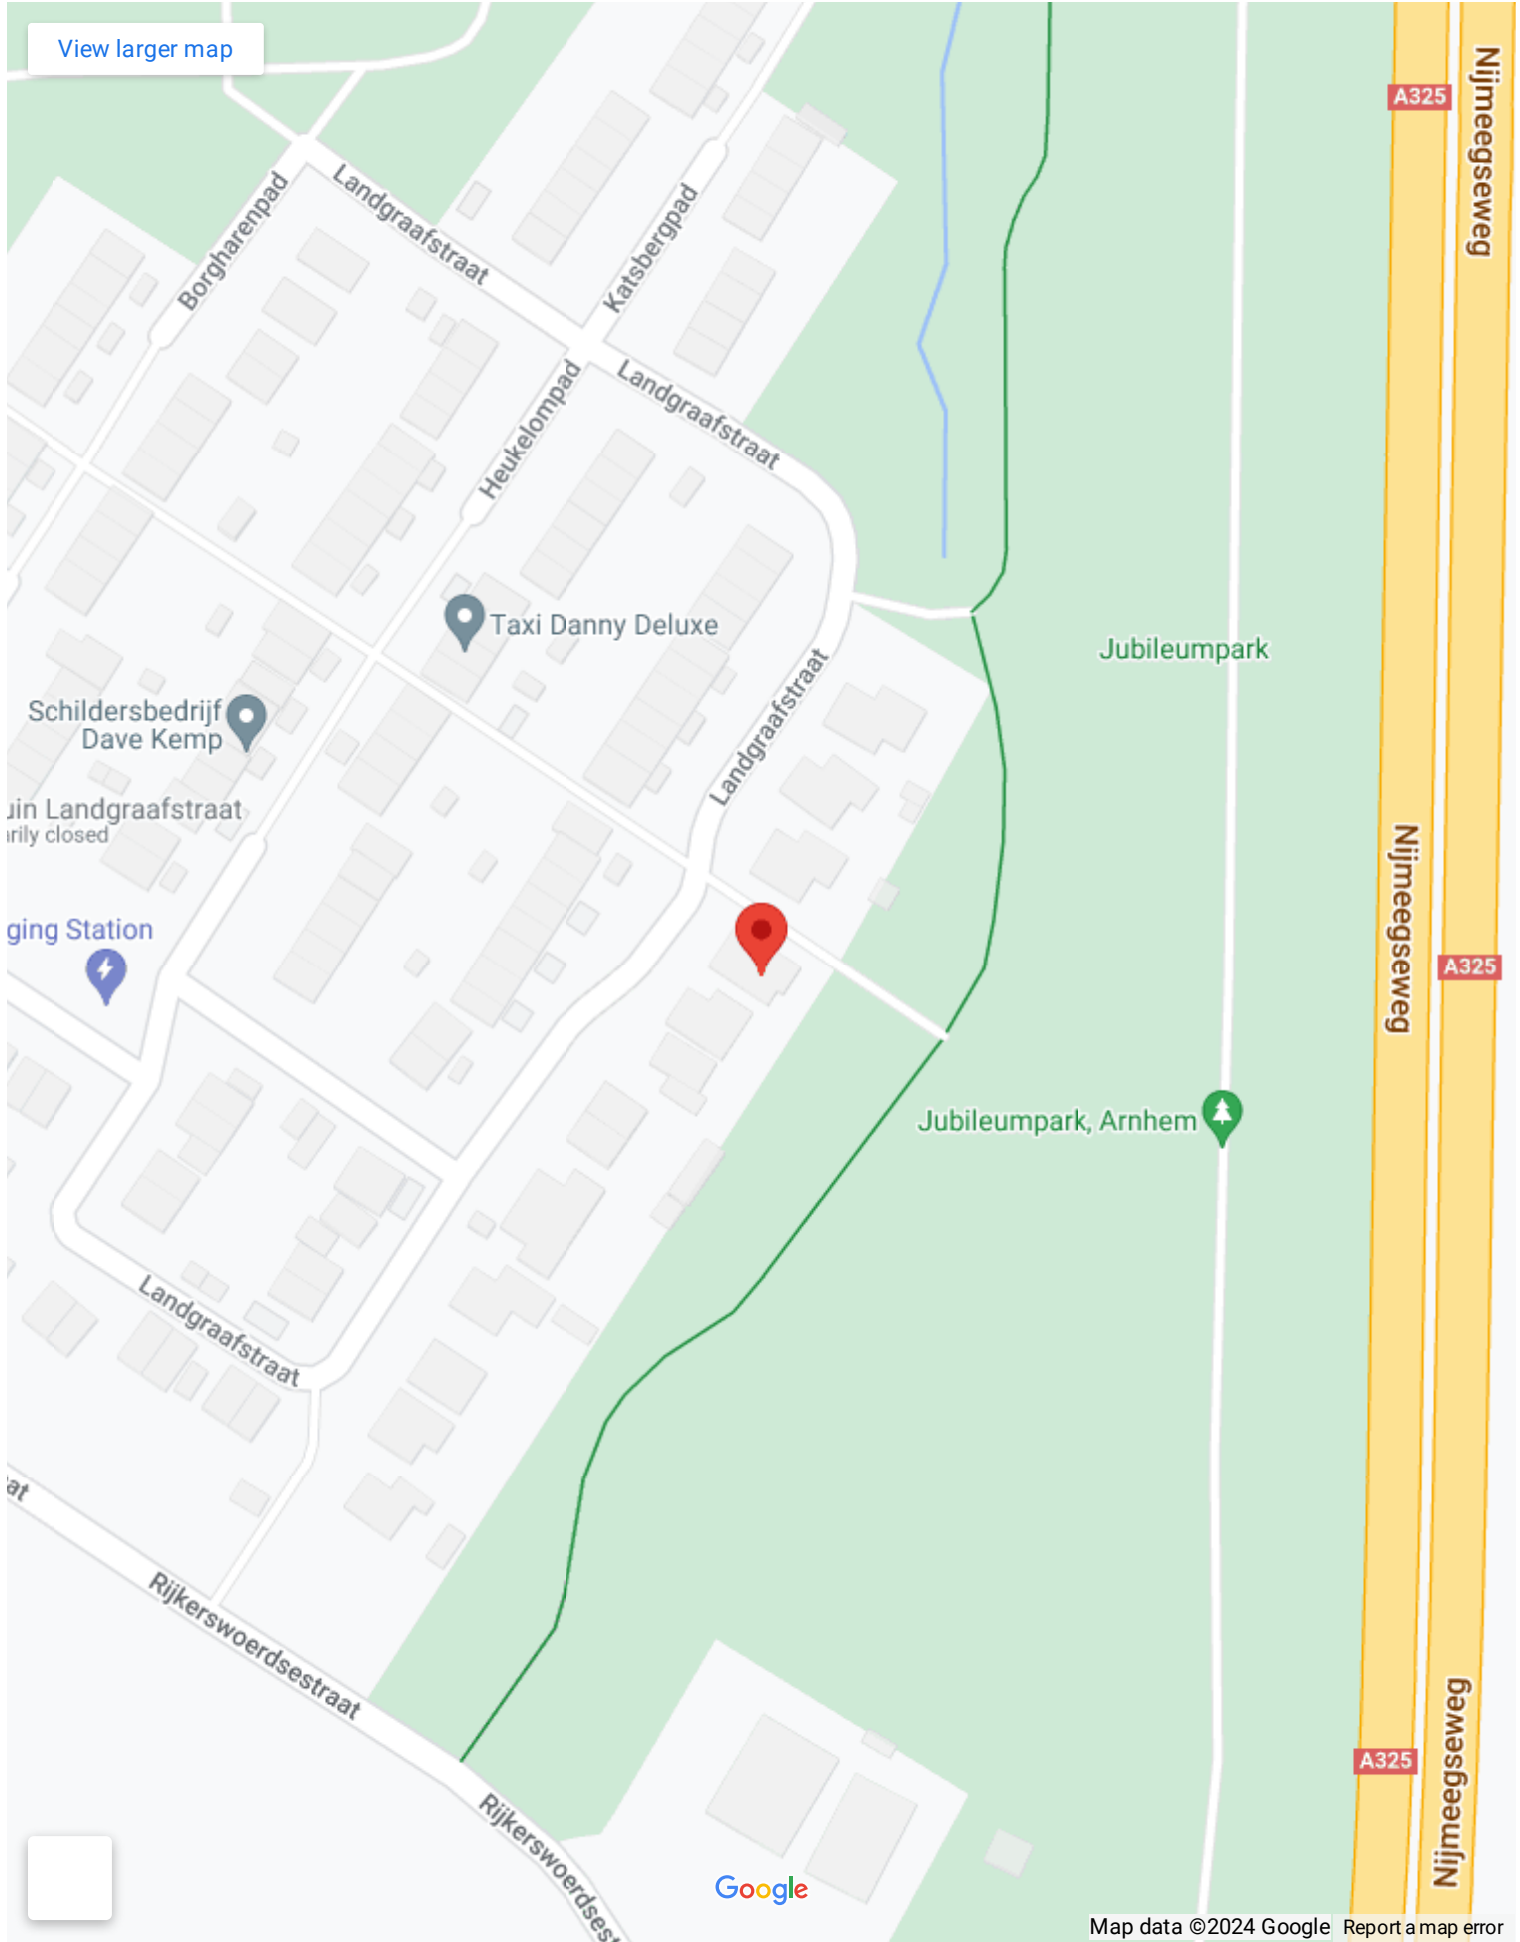 View larger map
A325
Nijmeegseweg
Borgharenpad
Landgraafstraat
Katsbergpad
Heukelompad
Landgraafstraat
Taxi Danny Deluxe
Jubileumpark
Landgraafstraat
Schildersbedrijf
Dave Kemp
uin Landgraafstraat
arily closed
ging Station
Nijmeegseweg
A325
Jubileumpark, Arnhem
Landgraafstraat
at
Rijkerswoerdsestraat
A325
Nijmeegseweg
Rijkerswoerdsest
Google
Map data ©2024 Google
Report a map error